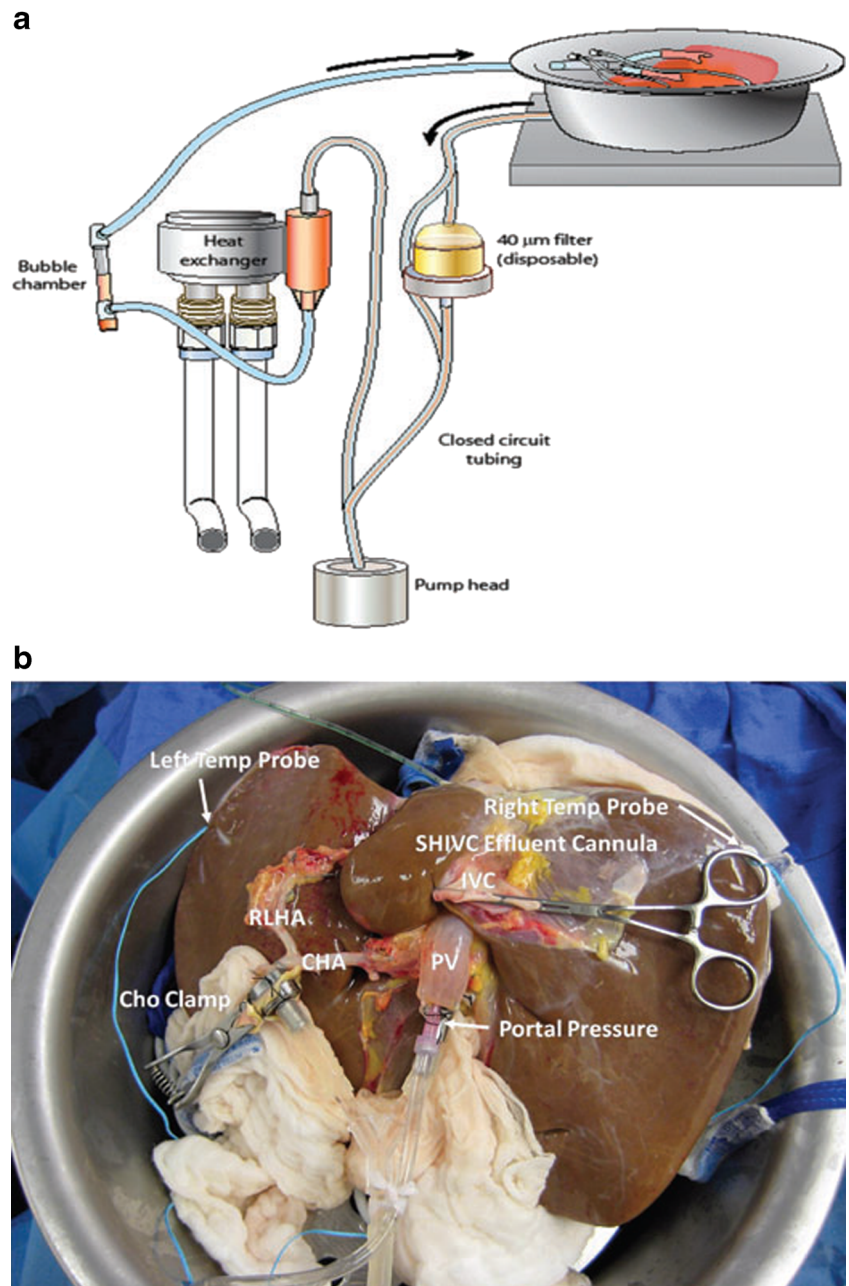 a
Heat
exchanger
Bubble
chamber
40 μm filter
(disposable)
Closed circuit
tubing
Pump head
b
Left Temp Probe
Right Temp Probe
SHIVC Effluent Cannula
IVC
RLHA
CHA
PV
Cho Clamp
Portal Pressure